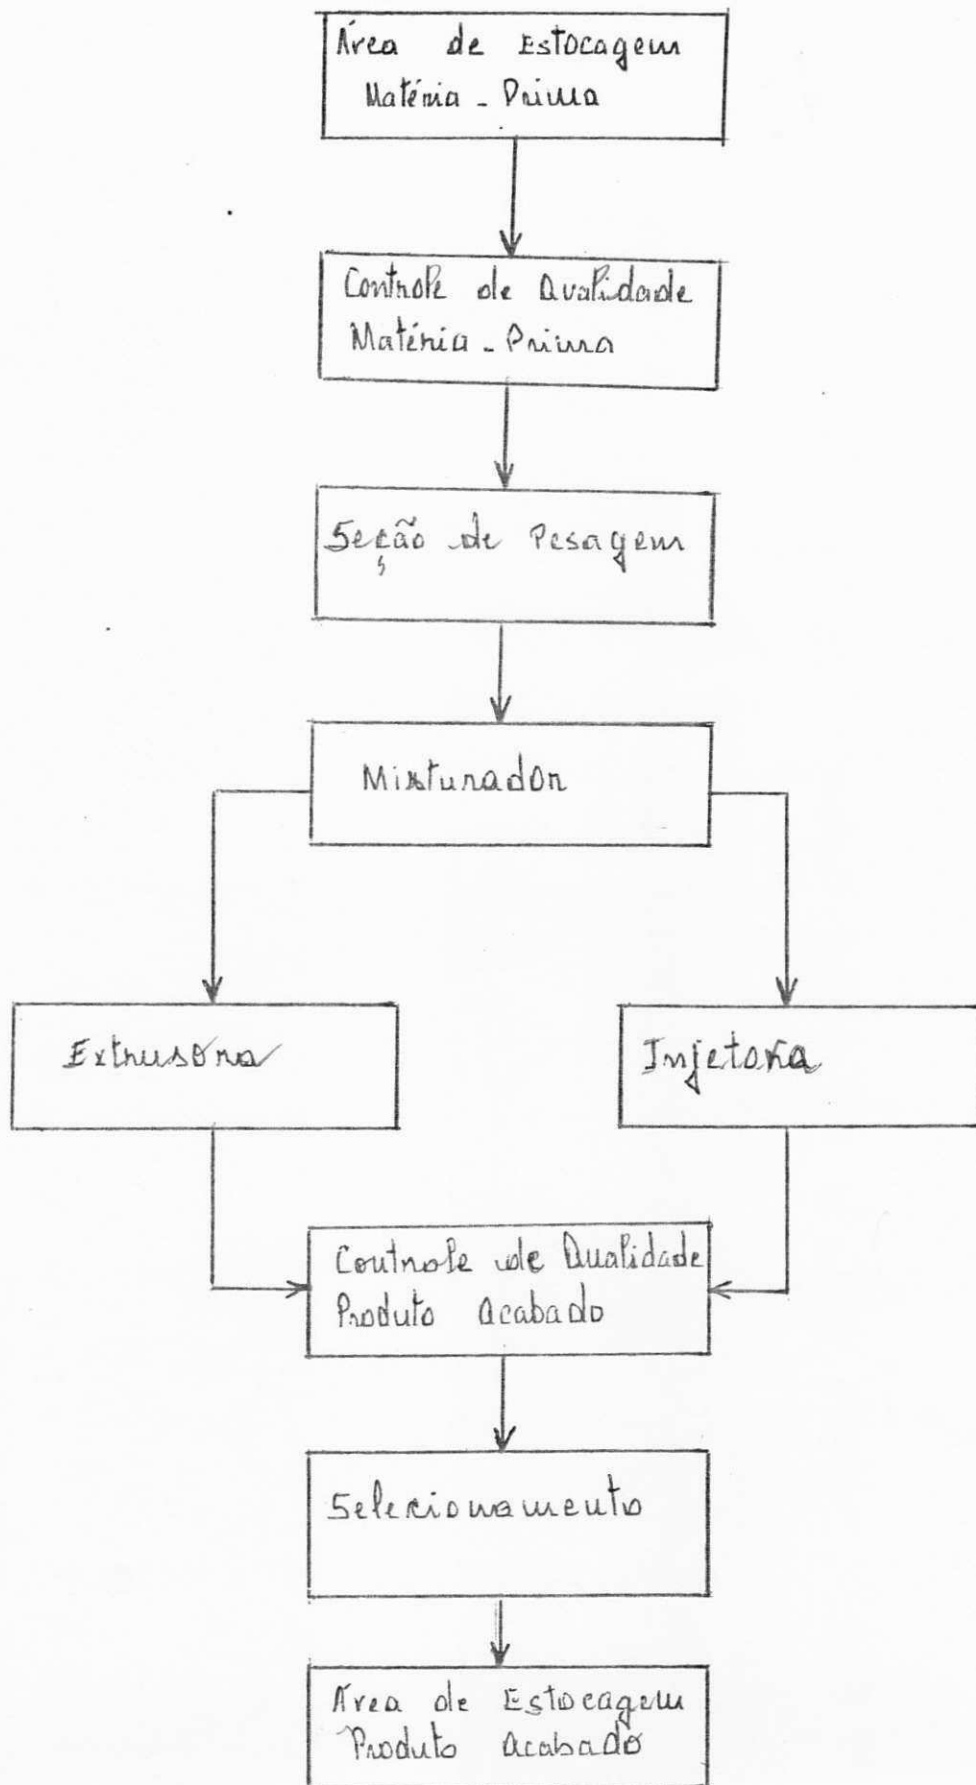 Área de Estocagem
Matéria - Prima
Controle de Qualidade
Matéria - Prima
Seção de Pesagem
Misturador
Extrusora
Injetora
Controle de Qualidade
Produto Acabado
Selecionamento
Área de Estocagem
Produto Acabado